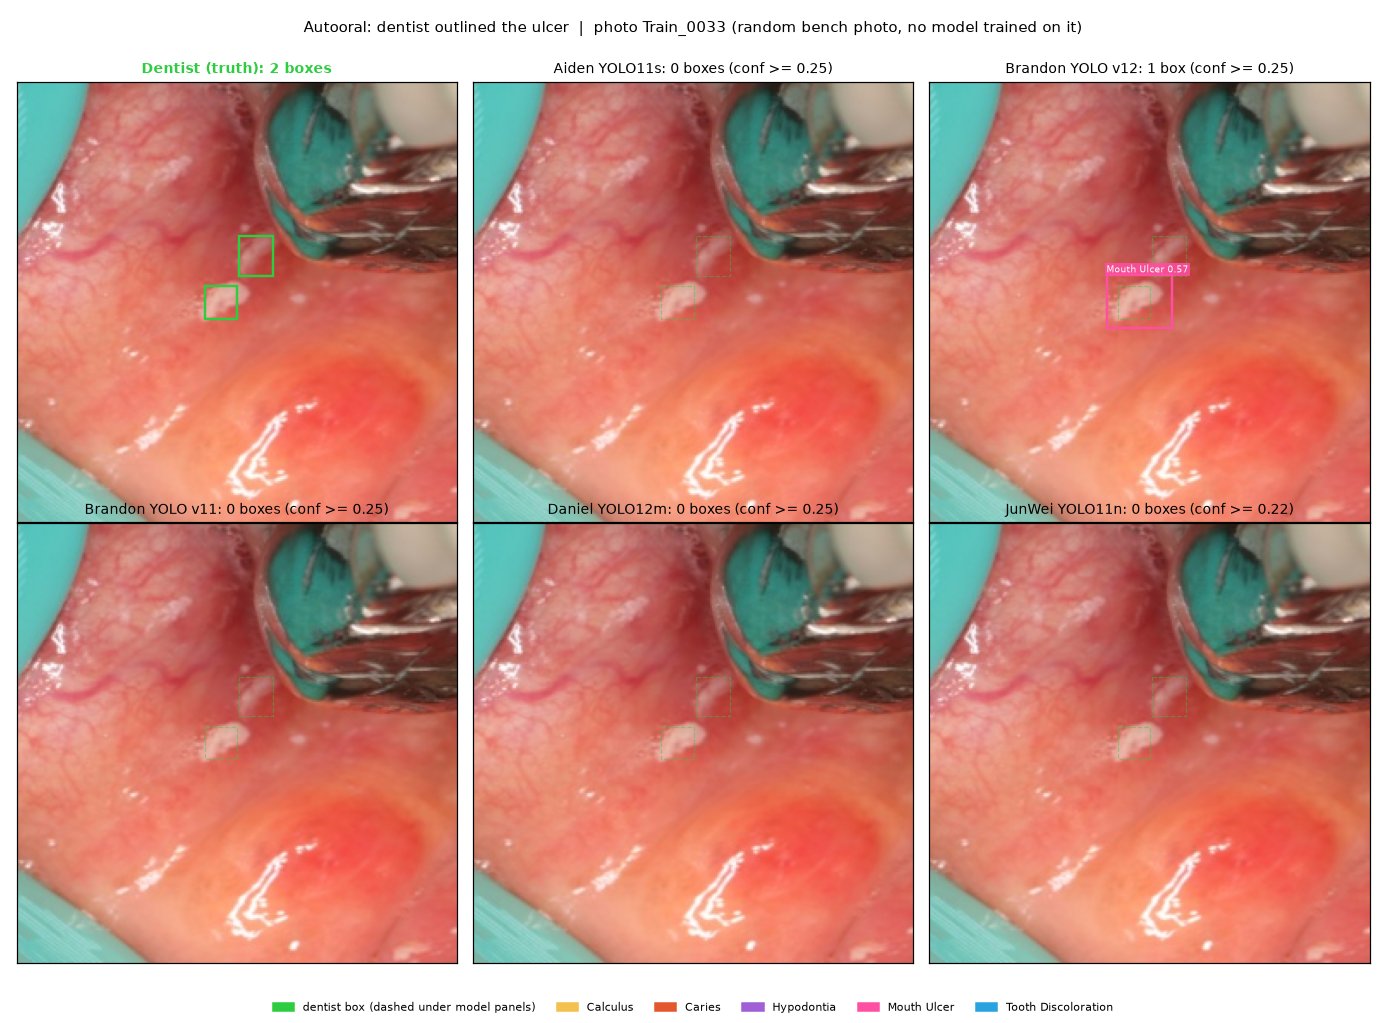 Autooral: dentist outlined the ulcer | photo Train_0033 (random bench photo, no model trained on it)
Dentist (truth): 2 boxes
Aiden YOLO11s: 0 boxes (conf >= 0.25)
Brandon YOLO v12: 1 box (conf >= 0.25)
Mouth Ulcer 0.57
Brandon YOLO v11: 0 boxes (conf >= 0.25)
Daniel YOLO12m: 0 boxes (conf >= 0.25)
JunWei YOLO11n: 0 boxes (conf >= 0.22)
dentist box (dashed under model panels)
Calculus
Caries
Hypodontia
Mouth Ulcer
Tooth Discoloration